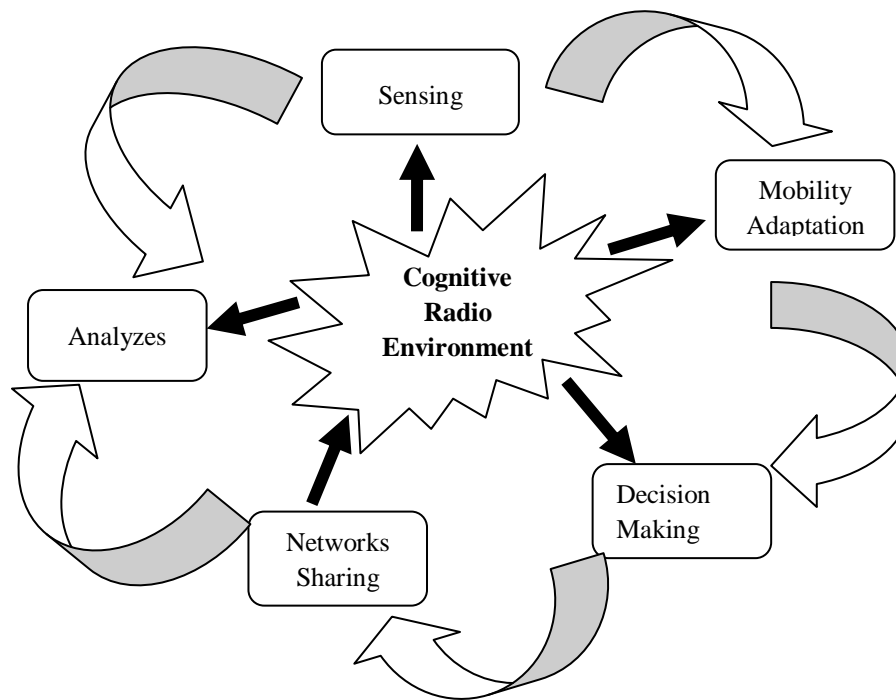 Sensing
Mobility
Adaptation
Cognitive
Radio
Environment
Analyzes
Decision
Making
Networks
Sharing